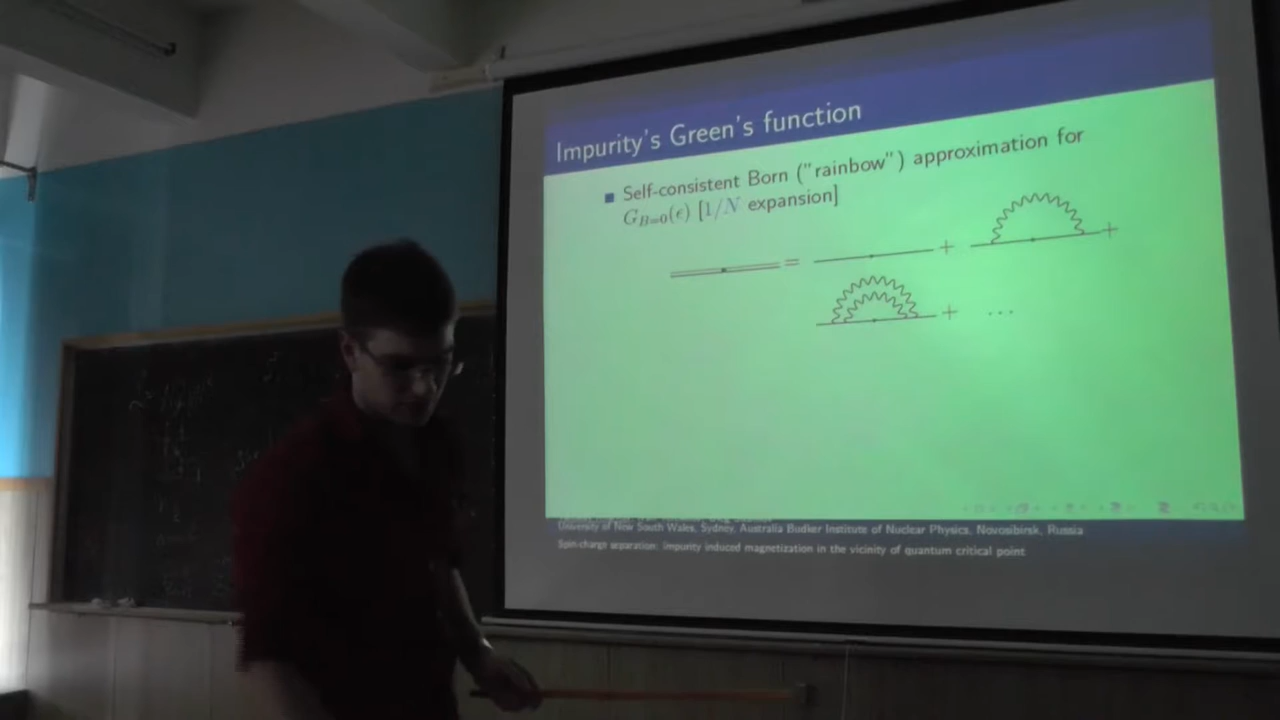 Impurity's Green's function
Self-consistent Born ("rainbow") approximation for
G_{B=0}(ϵ) [1/N expansion]
= + +
+ ...
University of New South Wales, Sydney, Australia Budker Institute of Nuclear Physics, Novosibirsk, Russia
Spin-charge separation: impurity induced magnetization in the vicinity of quantum critical point